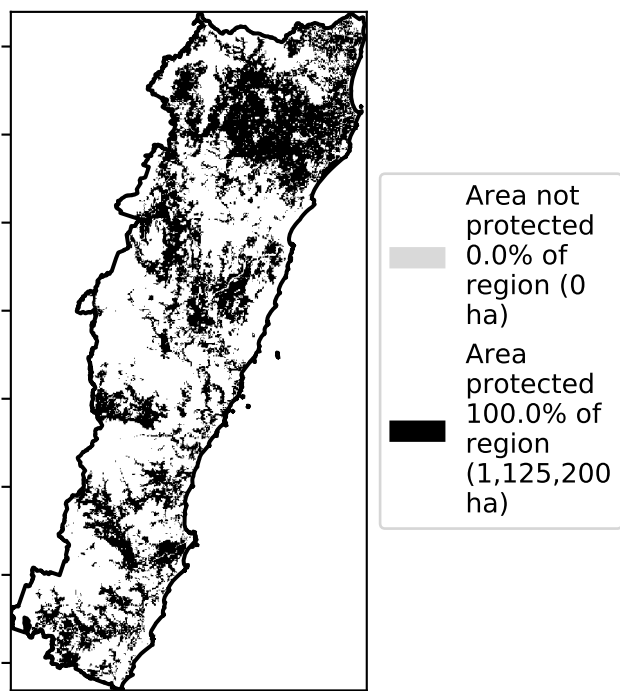 Area not
protected
0.0% of
region (0
ha)
Area
protected
100.0% of
region
(1,125,200
ha)